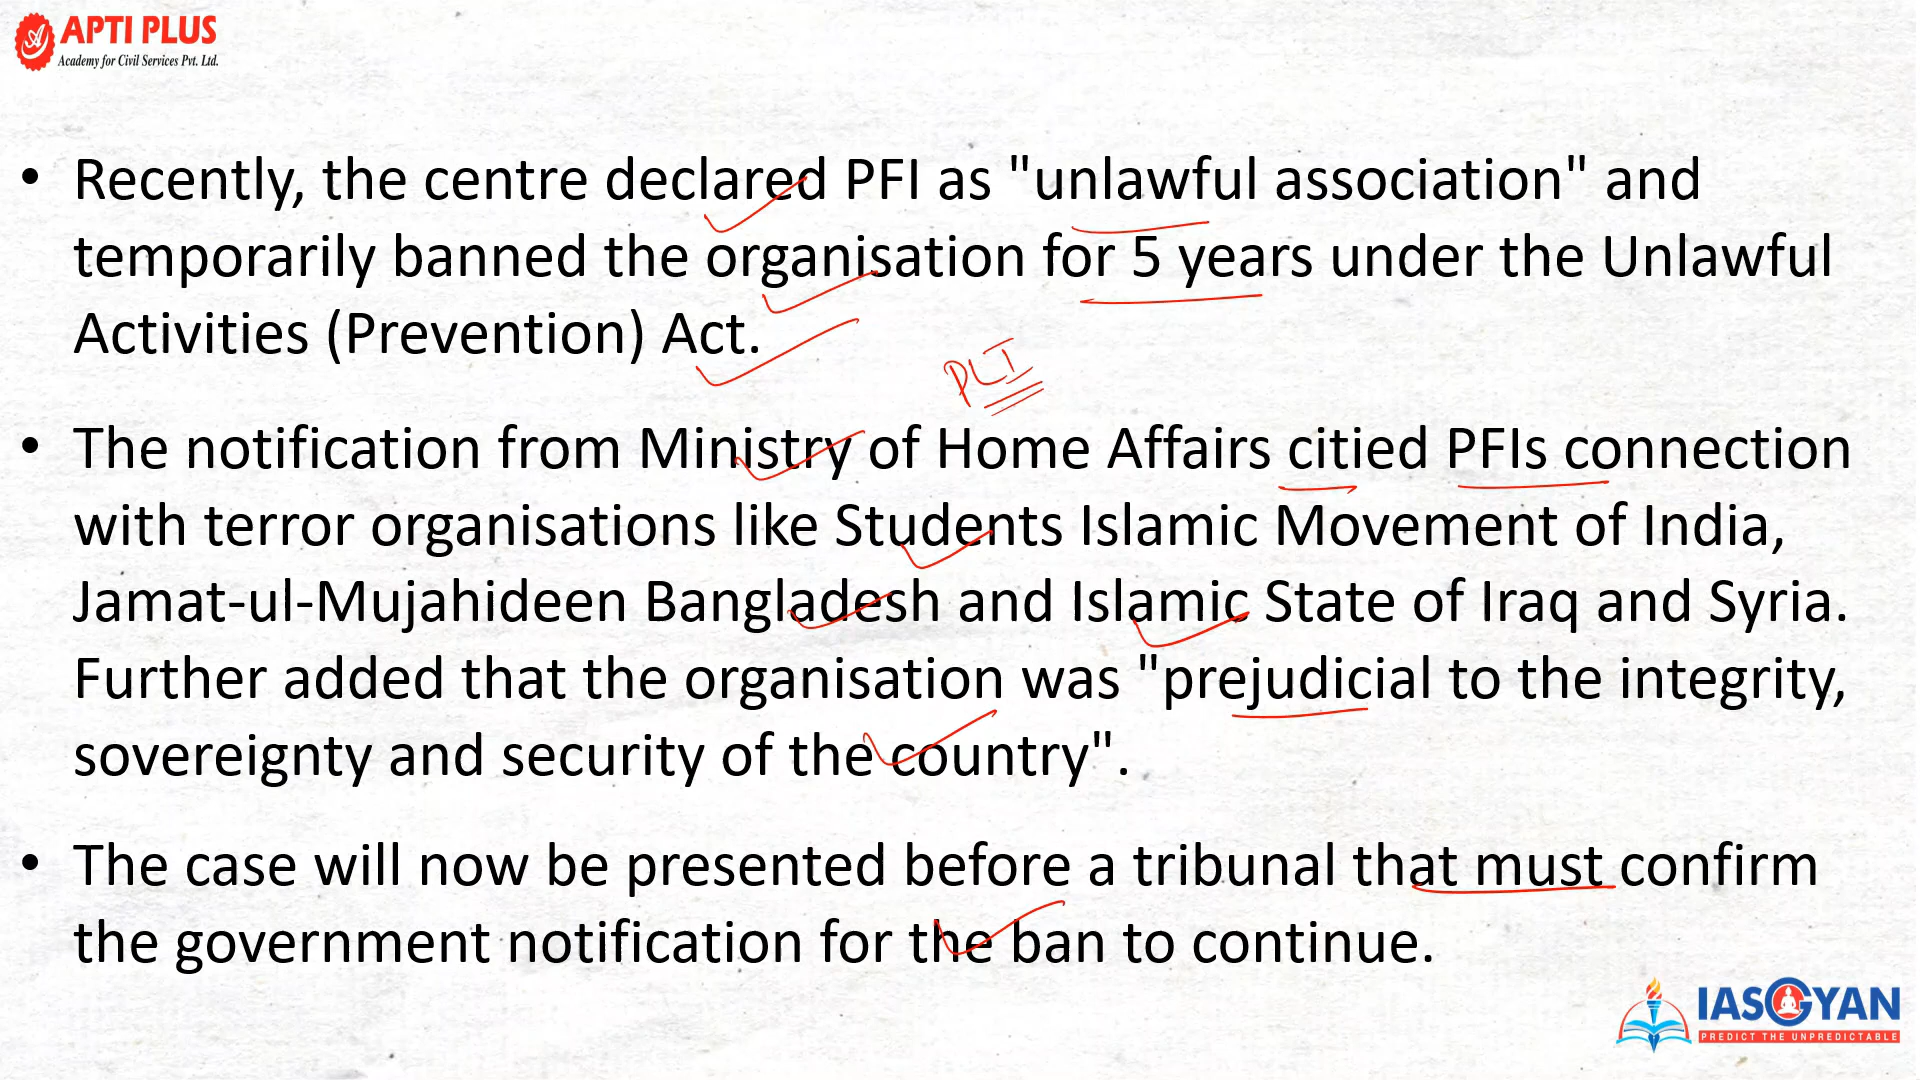 APTI PLUS
Academy for Civil Services Pvt. Ltd.
• Recently, the centre declared PFI as "unlawful association" and
temporarily banned the organisation for 5 years under the Unlawful
Activities (Prevention) Act.
PLI
• The notification from Ministry of Home Affairs citied PFIs connection
with terror organisations like Students Islamic Movement of India,
Jamat-ul-Mujahideen Bangladesh and Islamic State of Iraq and Syria.
Further added that the organisation was "prejudicial to the integrity,
sovereignty and security of the country".
• The case will now be presented before a tribunal that must confirm
the government notification for the ban to continue.
IASGYAN
PREDICT THE UNPREDICTABLE